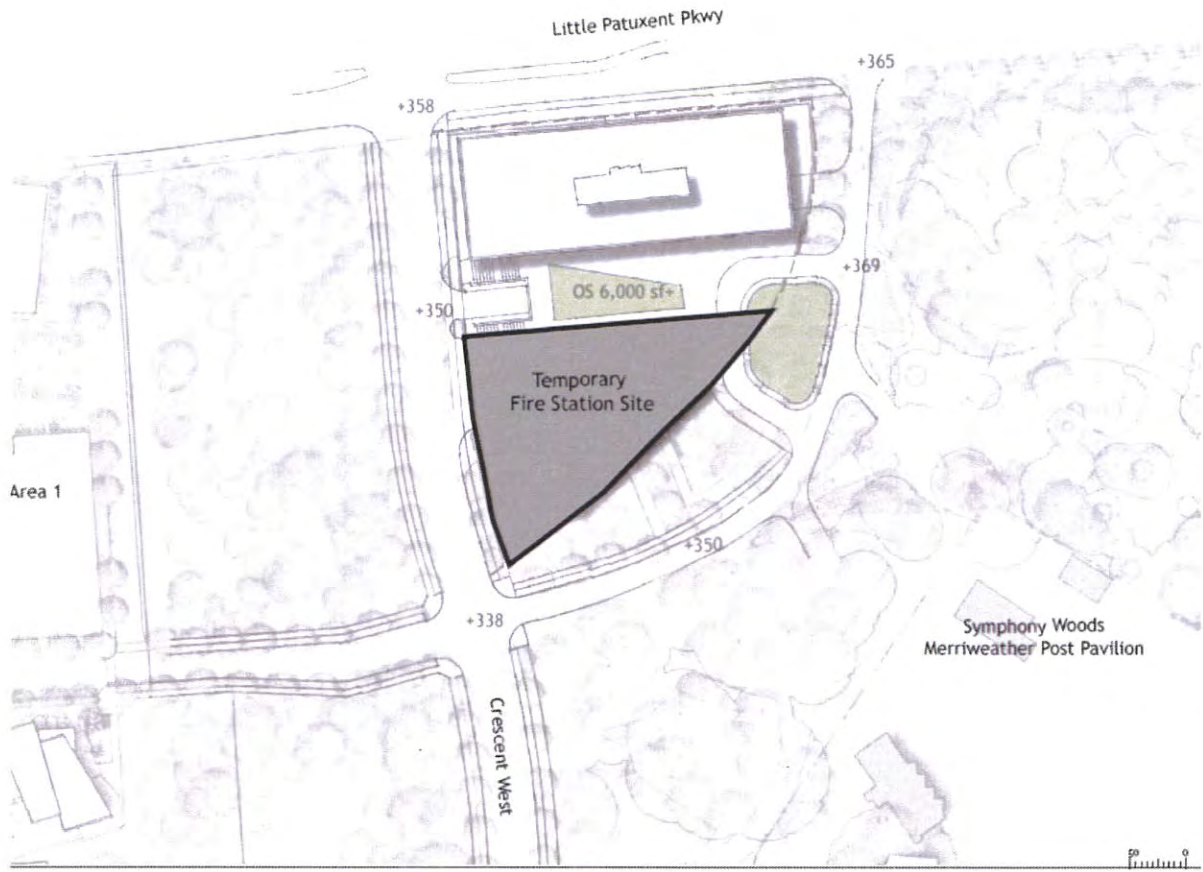 Little Patuxent Pkwy
+365
+358
+369
OS 6,000 sf+
+350
Temporary
Fire Station Site
Area 1
+350
+338
Symphony Woods
Merriweather Post Pavilion
Crescent West
50 0